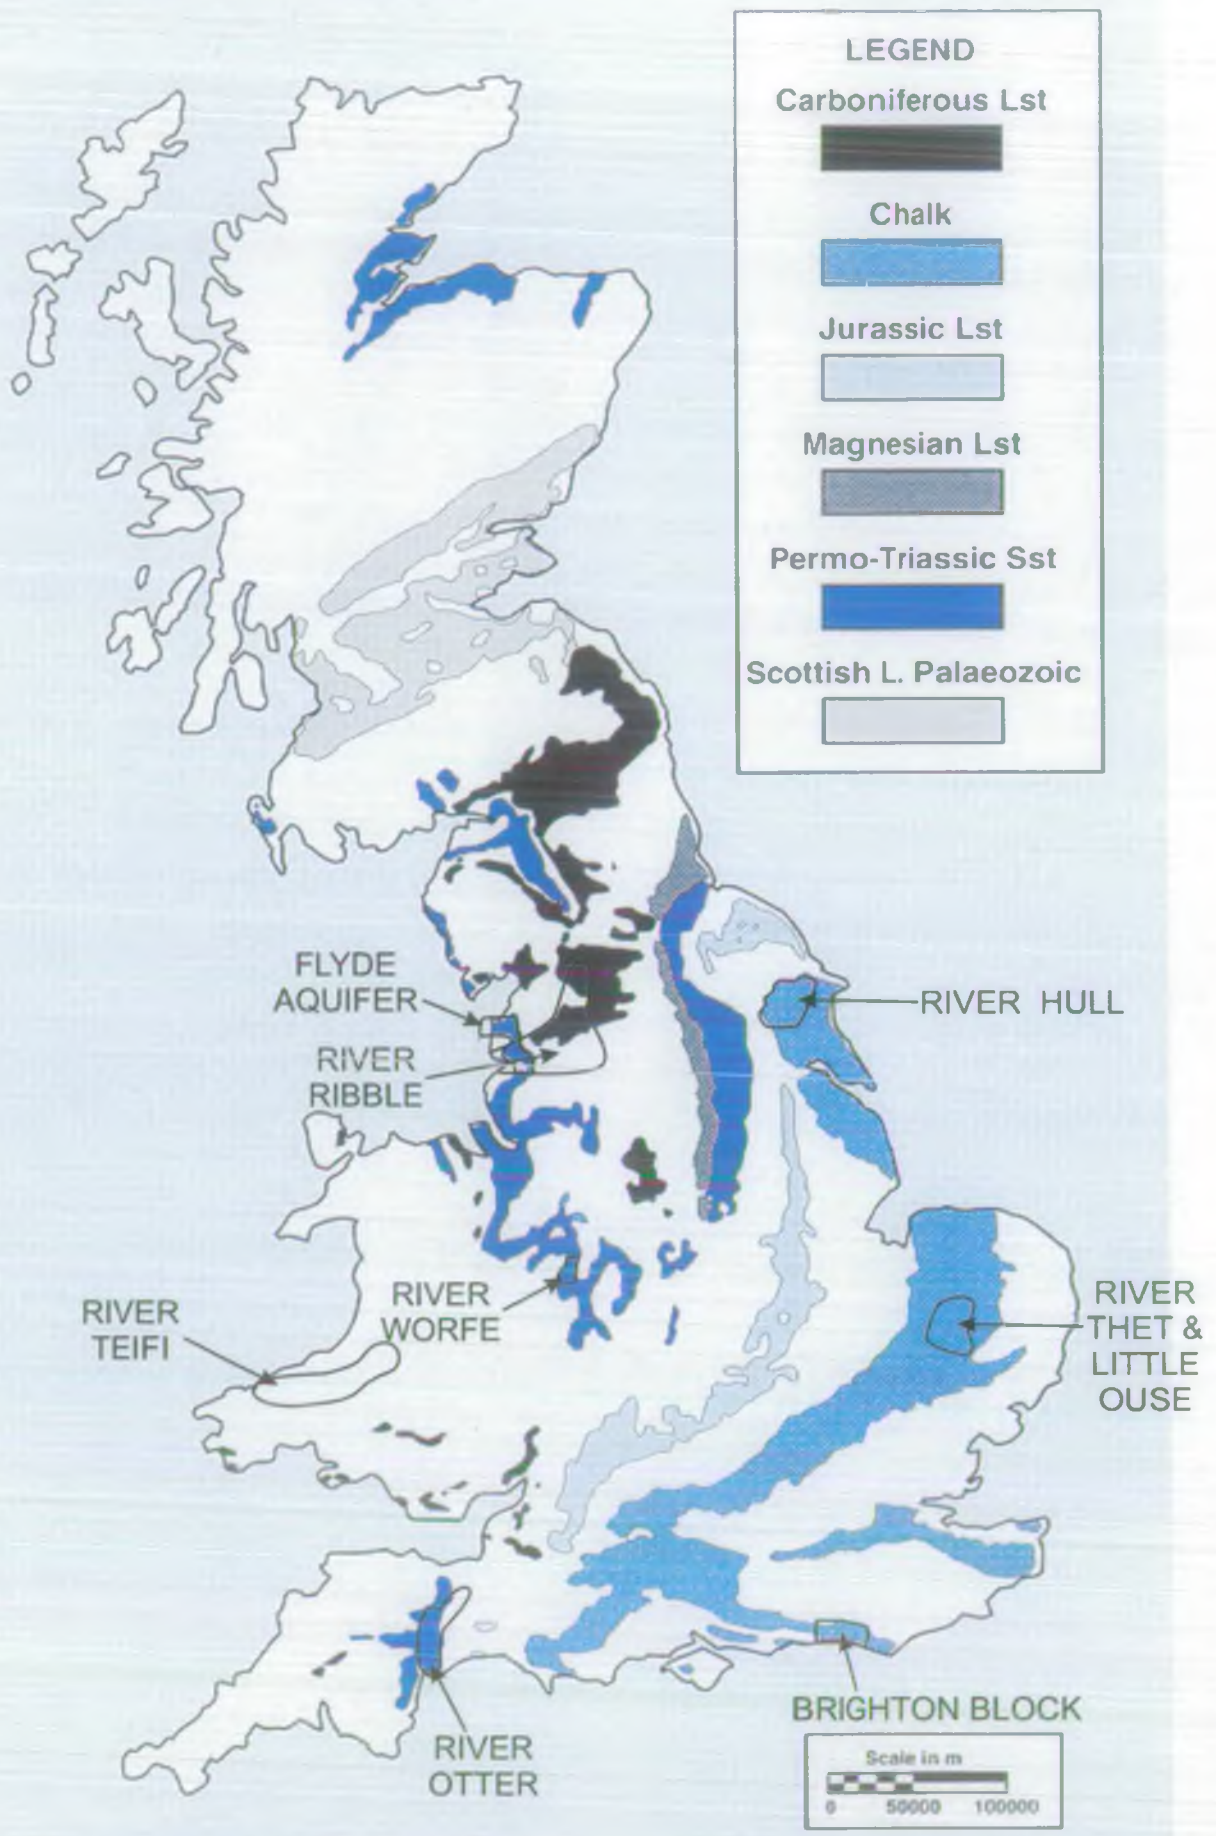 LEGEND
Carboniferous Lst
Chalk
Jurassic Lst
Magnesian Lst
Permo-Triassic Sst
Scottish L. Palaeozoic
FLYDE
AQUIFER
RIVER HULL
RIVER
RIBBLE
RIVER
TEIFI
RIVER
WORFE
RIVER
THET &
LITTLE
OUSE
BRIGHTON BLOCK
RIVER
OTTER
Scale in m
0 50000 100000